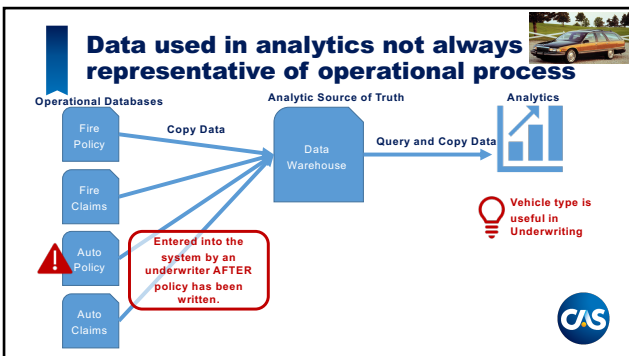 Data used in analytics not always
representative of operational process
Operational Databases
Analytic Source of Truth
Analytics
Fire
Policy
Copy Data
Data
Warehouse
Query and Copy Data
Fire
Claims
Vehicle type is
useful in
Underwriting
Auto
Policy
Entered into the
system by an
underwriter AFTER
policy has been
written.
Auto
Claims
CAS